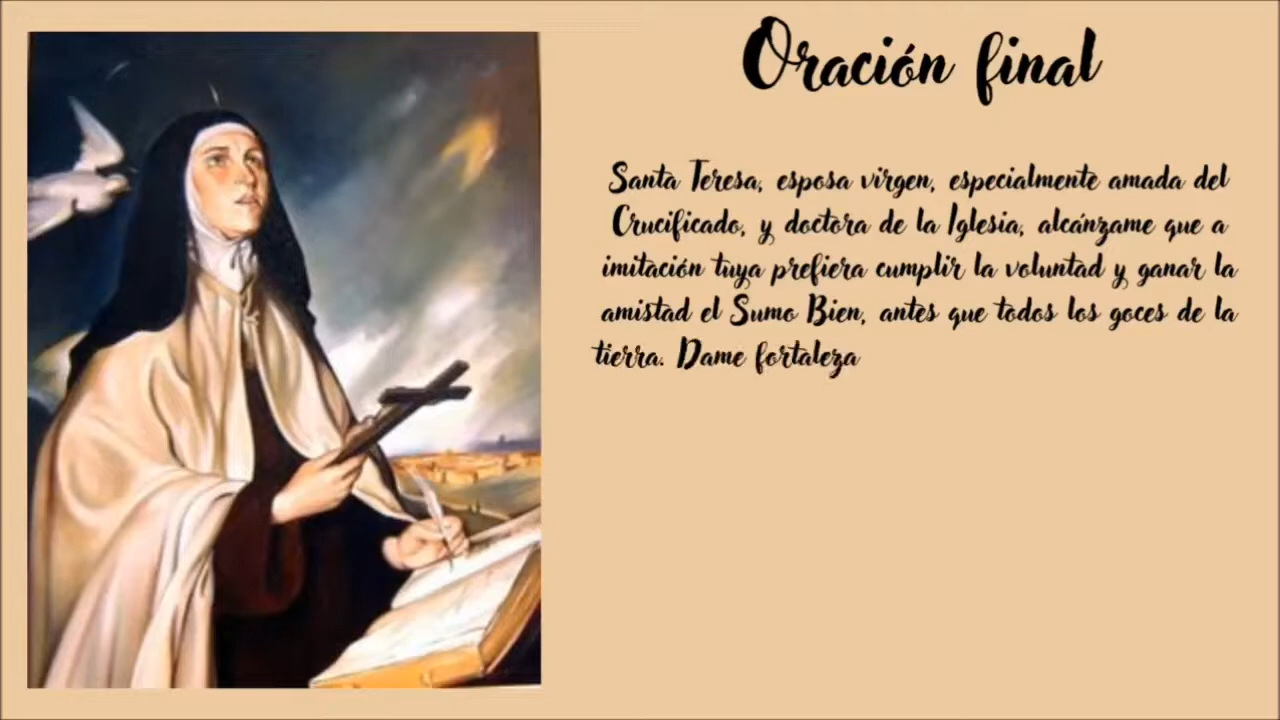 Oración final
Santa Teresa, esposa virgen, especialmente amada del
Crucificado, y doctora de la Iglesia, alcánzame que a
imitación tuya prefiera cumplir la voluntad y ganar la
amistad el Sumo Bien, antes que todos los goces de la
tierra. Dame fortaleza